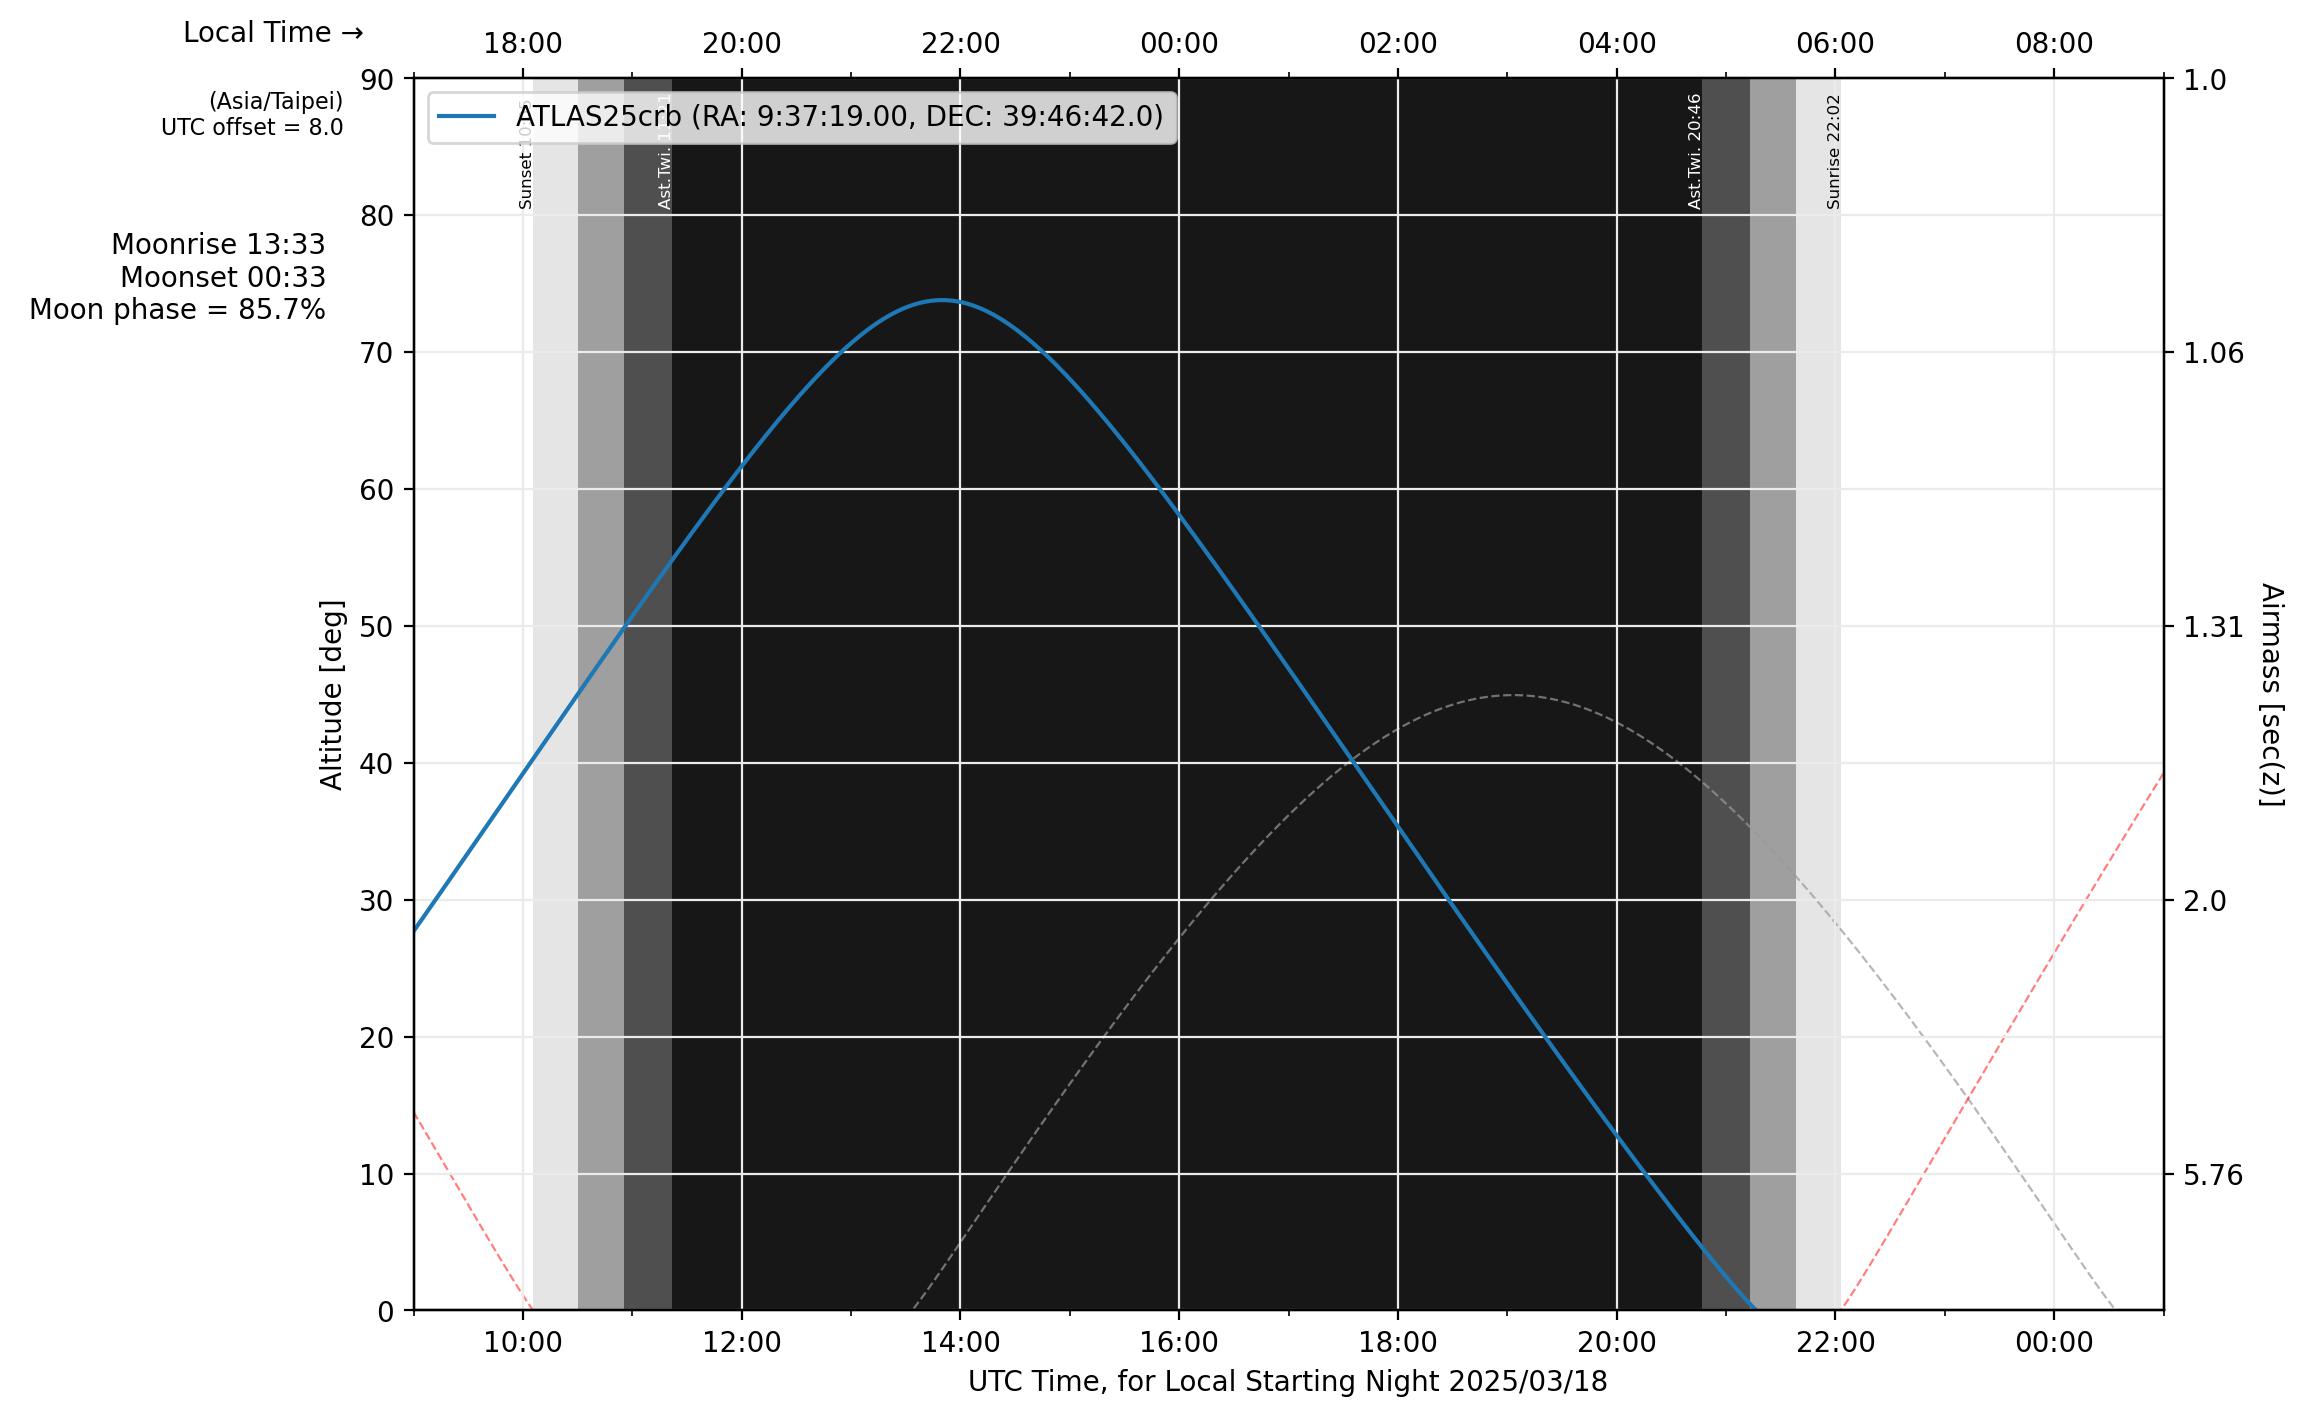 Local Time →
18:00 20:00 22:00 00:00 02:00 04:00 06:00 08:00
(Asia/Taipei)
UTC offset = 8.0
Moonrise 13:33
Moonset 00:33
Moon phase = 85.7%
ATLAS25crb (RA: 9:37:19.00, DEC: 39:46:42.0)
Sunset
Ast.Twi.
Ast.Twi. 20:46
Sunrise 22:02
Altitude [deg]
90
80
70
60
50
40
30
20
10
0
1.0
1.06
1.31
2.0
5.76
Airmass [sec(z)]
10:00 12:00 14:00 16:00 18:00 20:00 22:00 00:00
UTC Time, for Local Starting Night 2025/03/18